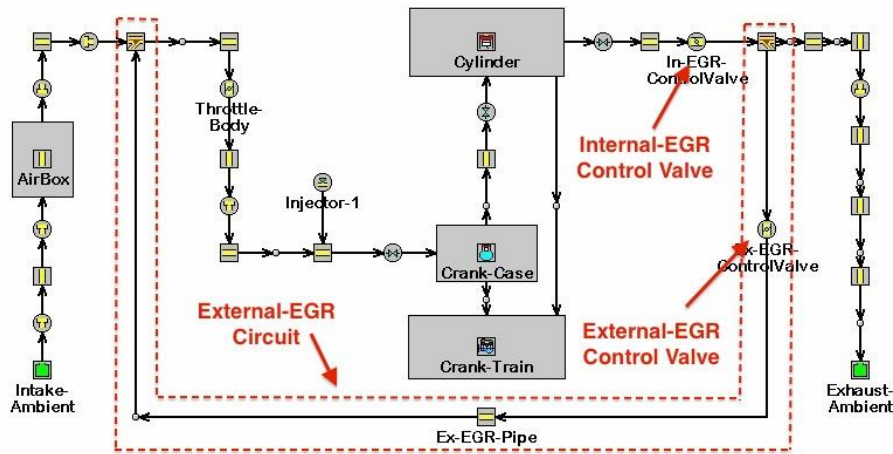 Cylinder
In-EGR-
ControlValve
Throttle-
Body
Internal-EGR
Control Valve
AirBox
Injector-1
Ex-EGR-
ControlValve
Crank-Case
External-EGR
Circuit
External-EGR
Control Valve
Crank-Train
Intake-
Ambient
Exhaust-
Ambient
Ex-EGR-Pipe